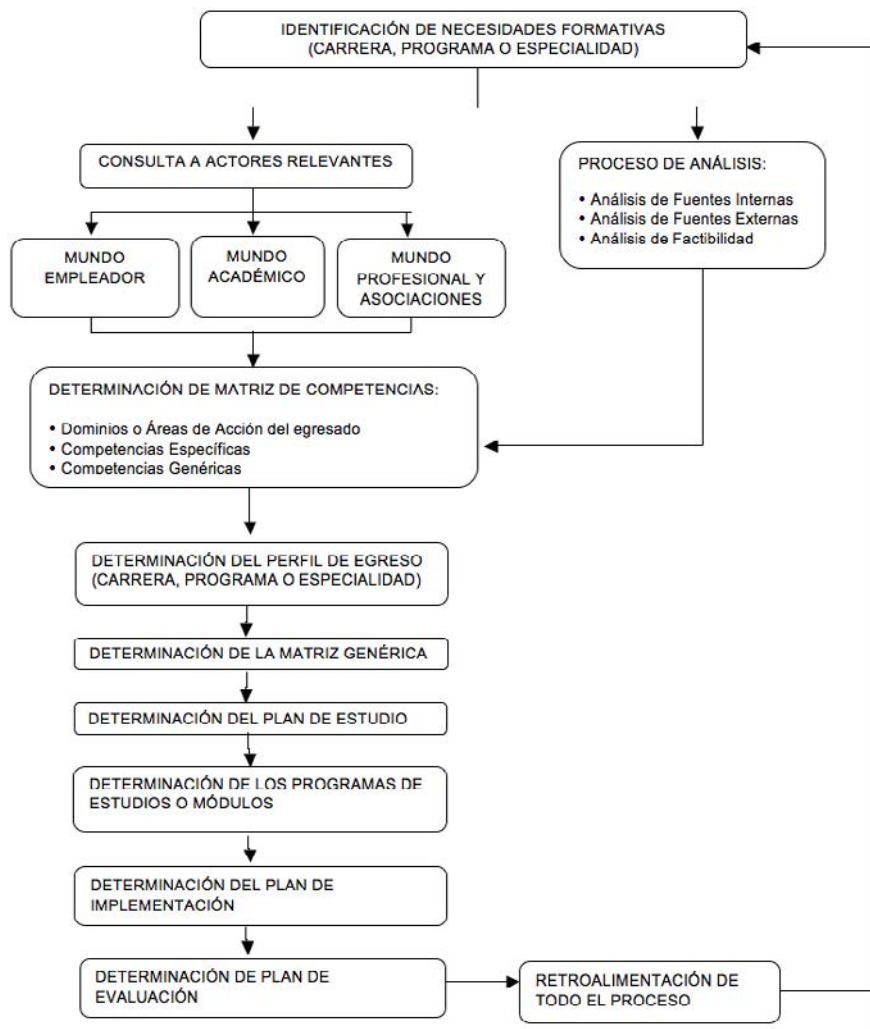 IDENTIFICACIÓN DE NECESIDADES FORMATIVAS
(CARRERA, PROGRAMA O ESPECIALIDAD)
CONSULTA A ACTORES RELEVANTES
PROCESO DE ANÁLISIS:
• Análisis de Fuentes Internas
• Análisis de Fuentes Externas
• Análisis de Factibilidad
MUNDO
EMPLEADOR
MUNDO
ACADÉMICO
MUNDO
PROFESIONAL Y
ASOCIACIONES
DETERMINACIÓN DE MATRIZ DE COMPETENCIAS:
• Dominios o Áreas de Acción del egresado
• Competencias Específicas
• Competencias Genéricas
DETERMINACIÓN DEL PERFIL DE EGRESO
(CARRERA, PROGRAMA O ESPECIALIDAD)
DETERMINACIÓN DE LA MATRIZ GENÉRICA
DETERMINACIÓN DEL PLAN DE ESTUDIO
DETERMINACIÓN DE LOS PROGRAMAS DE
ESTUDIOS O MÓDULOS
DETERMINACIÓN DEL PLAN DE
IMPLEMENTACIÓN
DETERMINACIÓN DE PLAN DE
EVALUACIÓN
RETROALIMENTACIÓN DE
TODO EL PROCESO